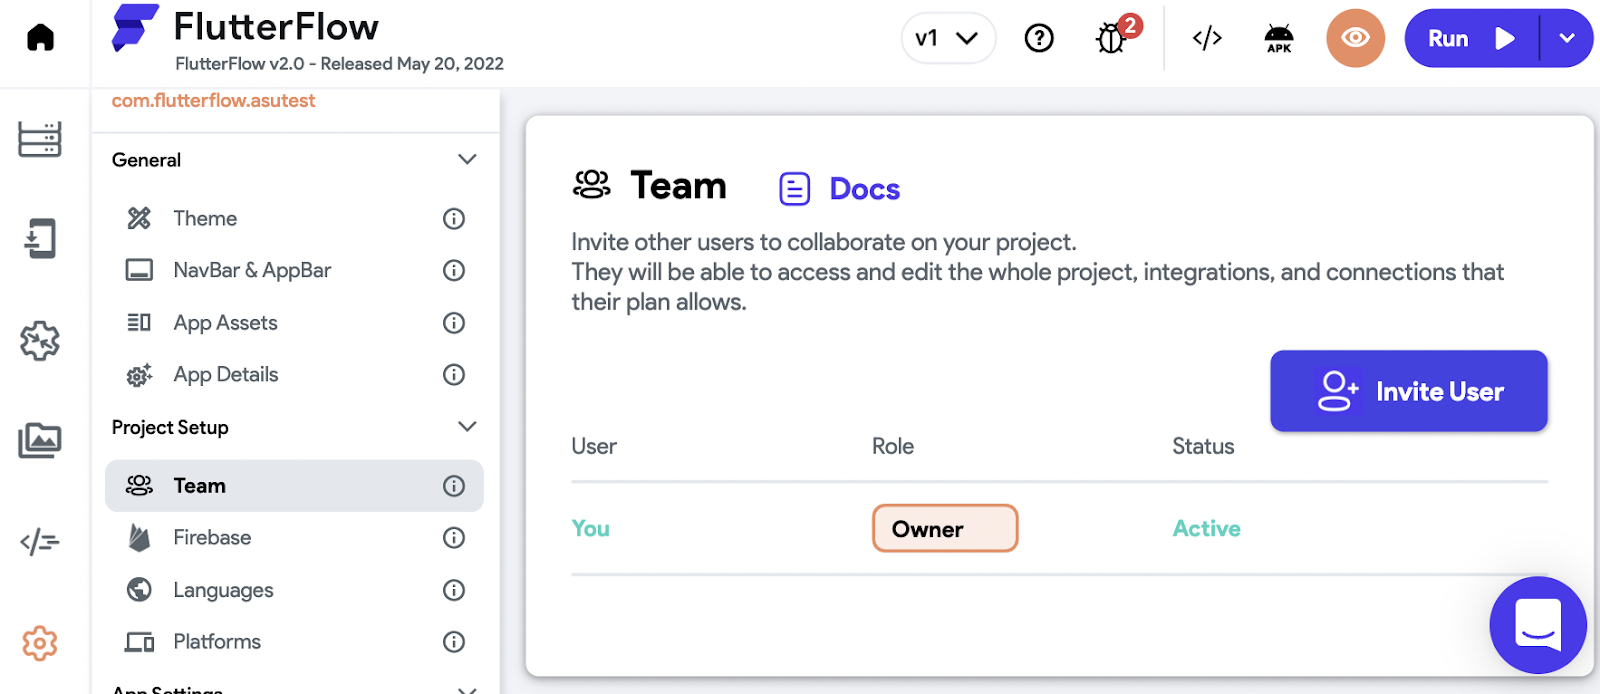 FlutterFlow
FlutterFlow v2.0 - Released May 20, 2022
v1
2
APK
Run
com.flutterflow.asutest
General
Theme
NavBar & AppBar
App Assets
App Details
Project Setup
Team
Firebase
Languages
Platforms
App Settings
Team
Docs
Invite other users to collaborate on your project.
They will be able to access and edit the whole project, integrations, and connections that
their plan allows.
Invite User
User Role Status
You Owner Active